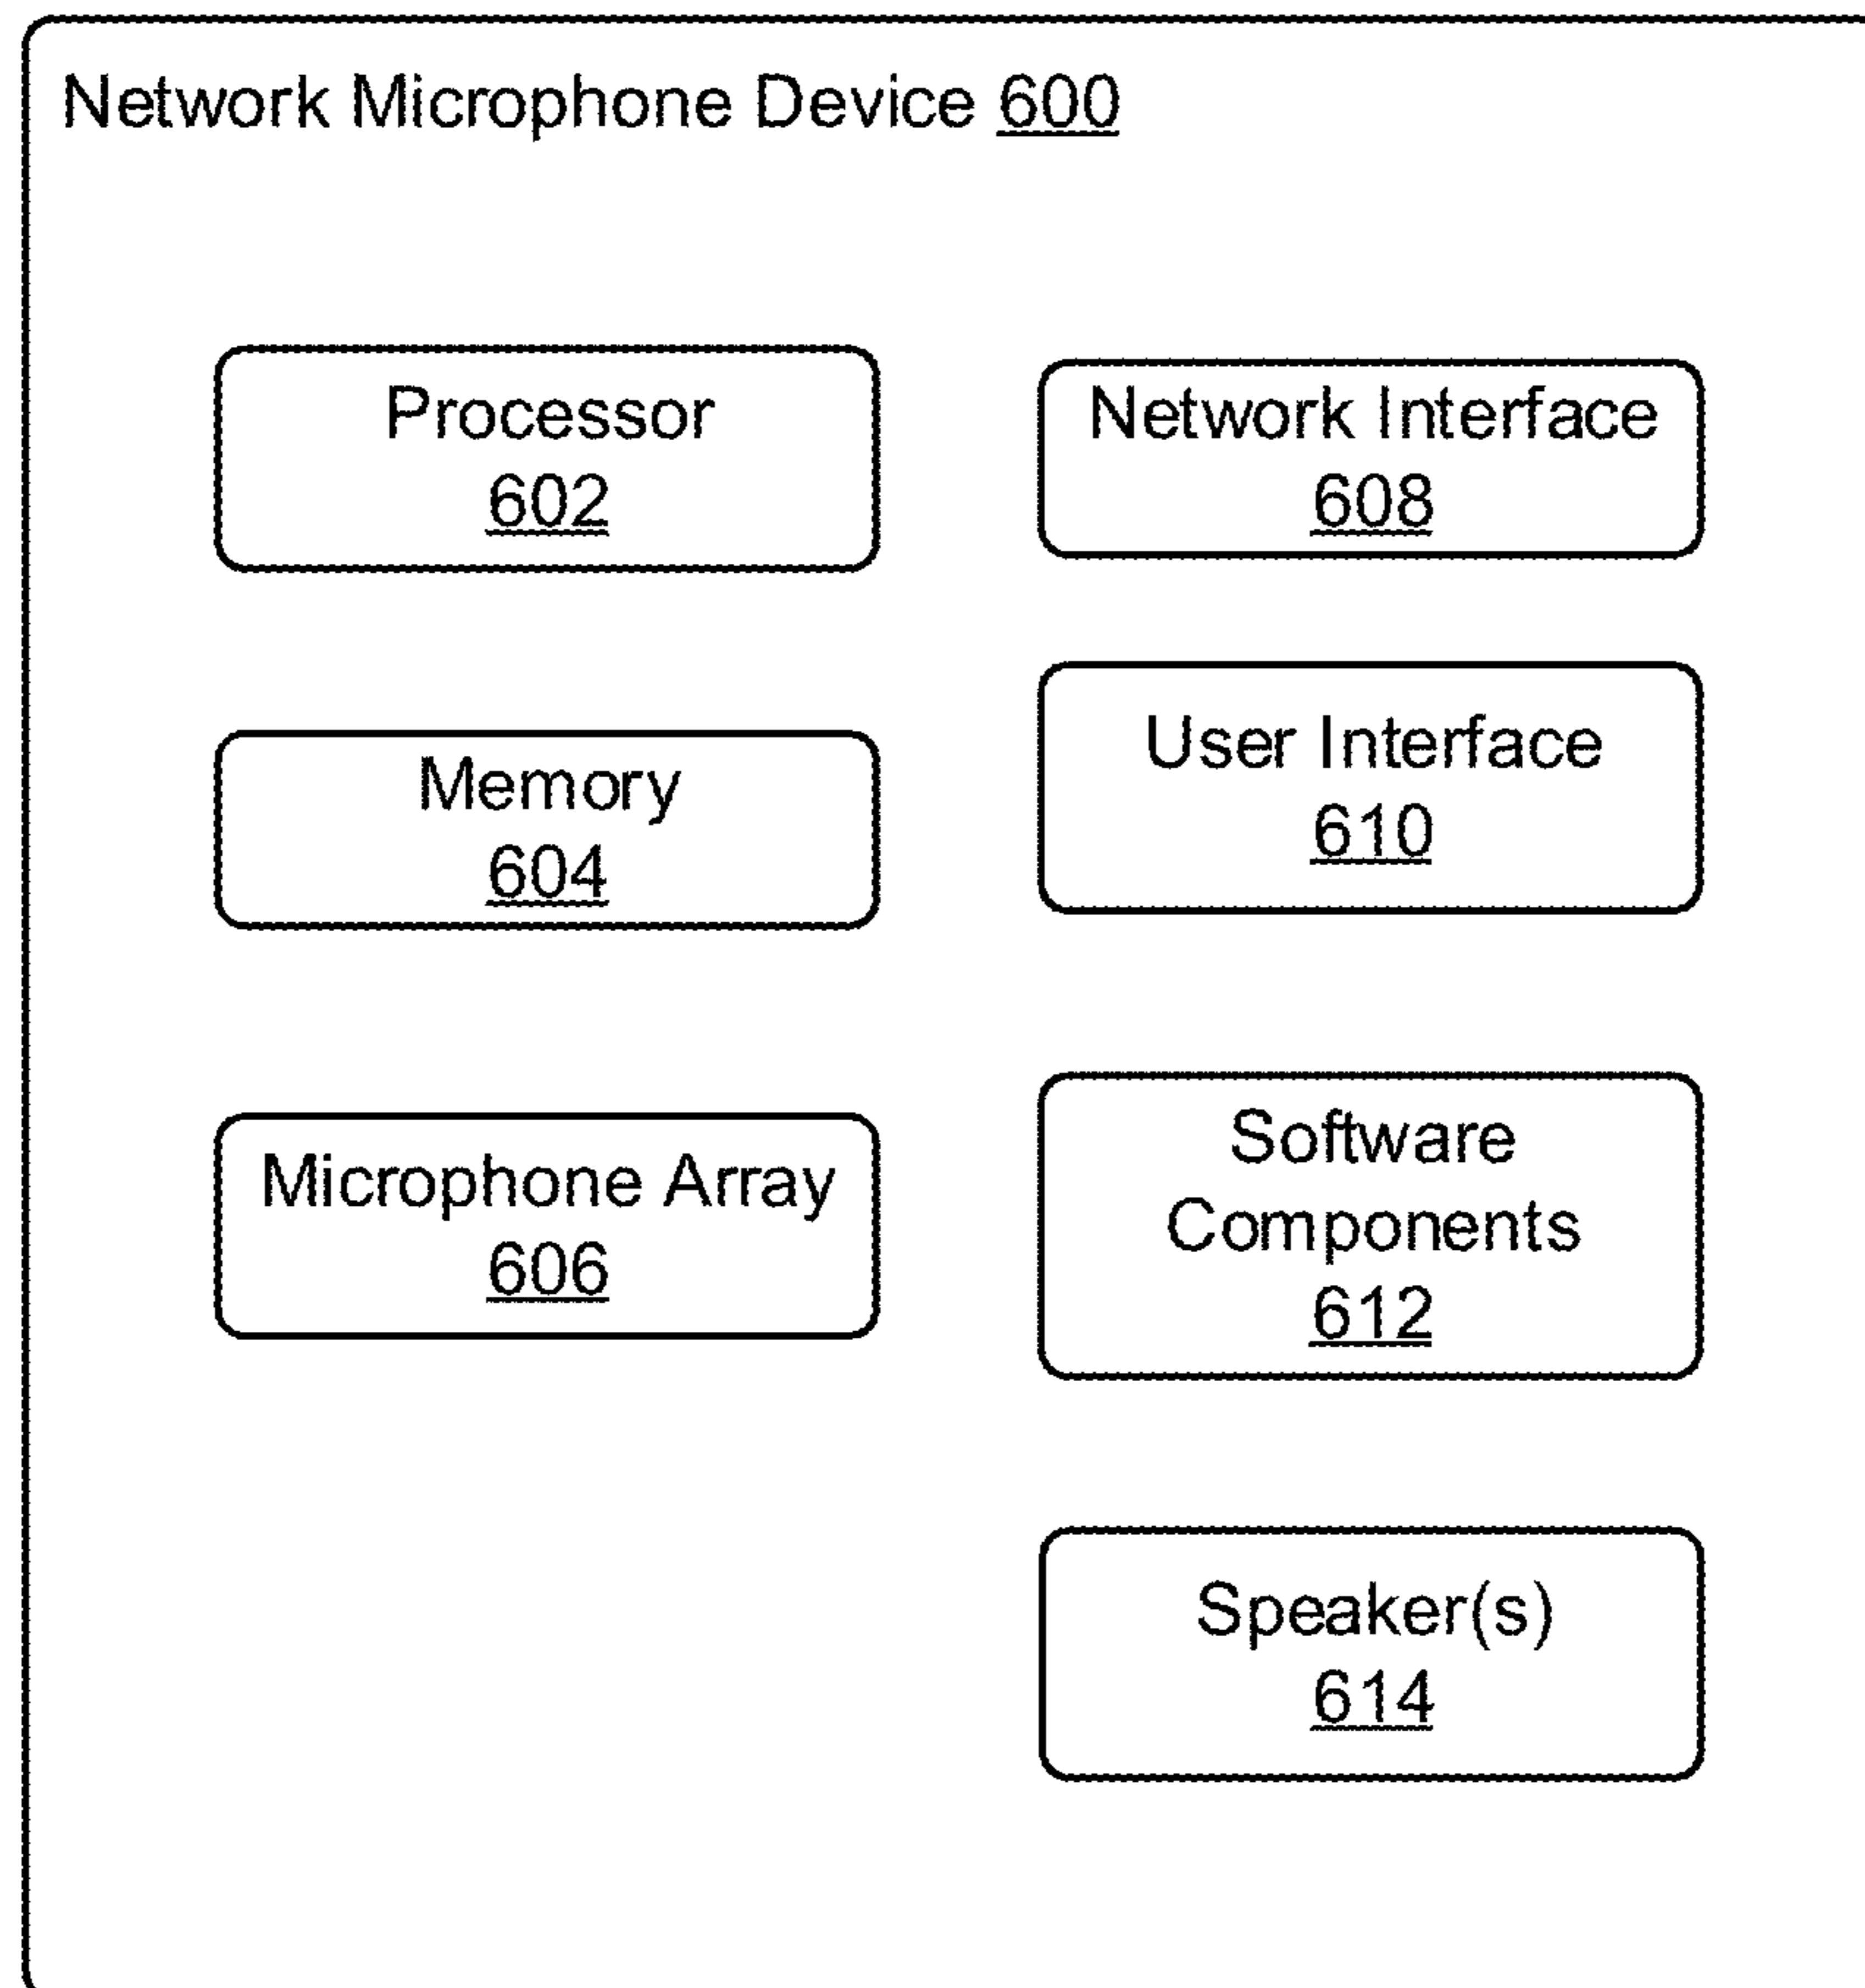 Network Microphone Device 600
Processor
602
Memory
604
Microphone Array
606
Network Interface
608
User Interface
610
Software
Components
612
Speaker(s)
614